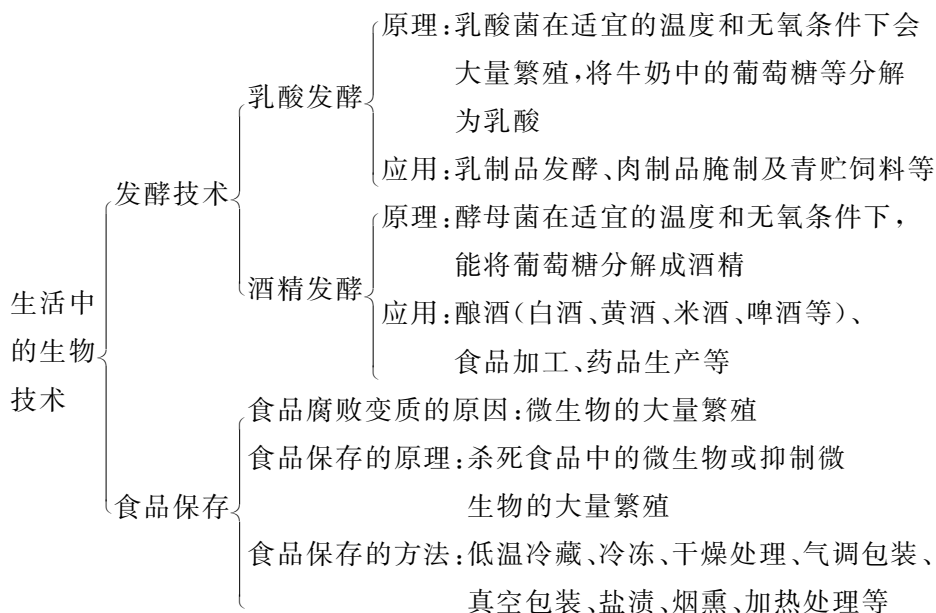 原理:乳酸菌在适宜的温度和无氧条件下会
大量繁殖,将牛奶中的葡萄糖等分解
为乳酸
乳酸发酵
应用:乳制品发酵、肉制品腌制及青贮饲料等
发酵技术
原理:酵母菌在适宜的温度和无氧条件下,
能将葡萄糖分解成酒精
酒精发酵
应用:酿酒(白酒、黄酒、米酒、啤酒等)、
食品加工、药品生产等
生活中
的生物
技术
食品腐败变质的原因:微生物的大量繁殖
食品保存的原理:杀死食品中的微生物或抑制微
生物的大量繁殖
食品保存
食品保存的方法:低温冷藏、冷冻、干燥处理、气调包装、
真空包装、盐渍、烟熏、加热处理等